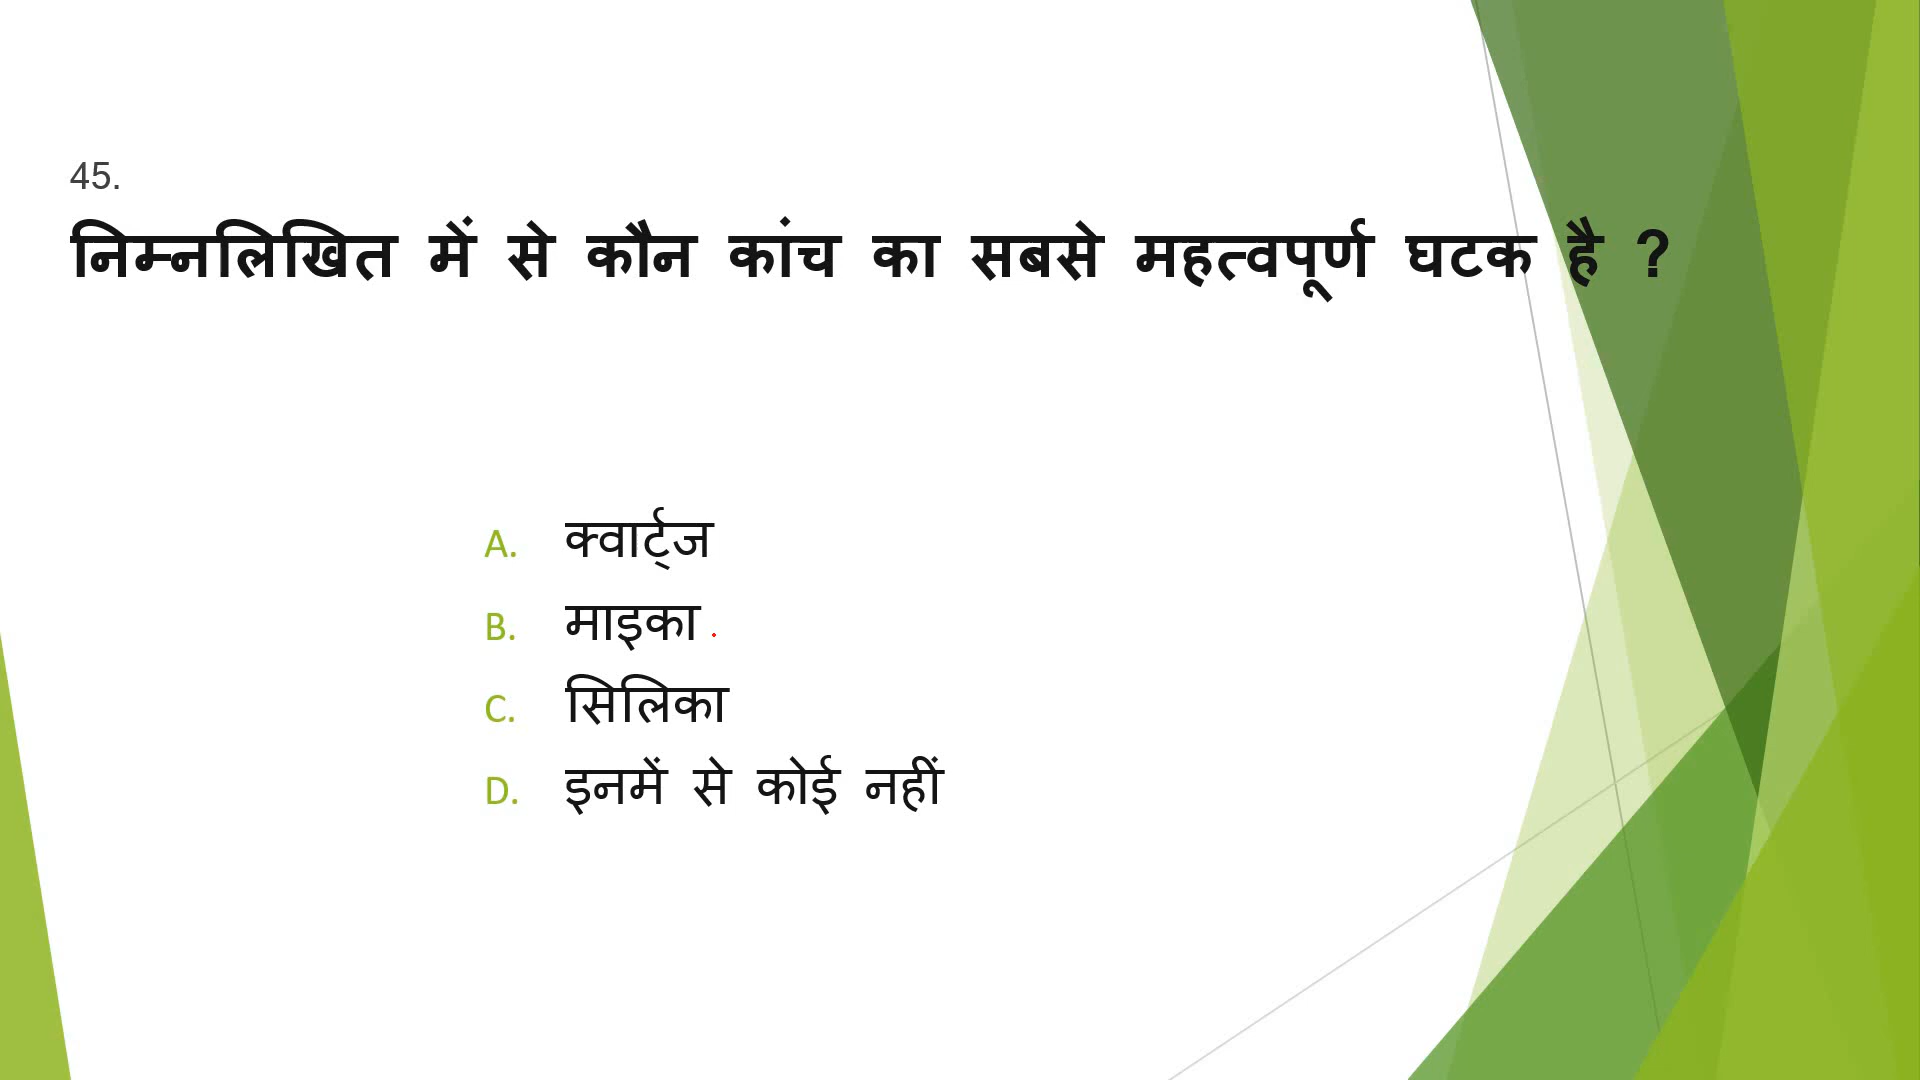 45.
निम्नलिखित में से कौन कांच का सबसे महत्वपूर्ण घटक है ?
A. क्वार्ट्ज
B. माइका
C. सिलिका
D. इनमें से कोई नहीं